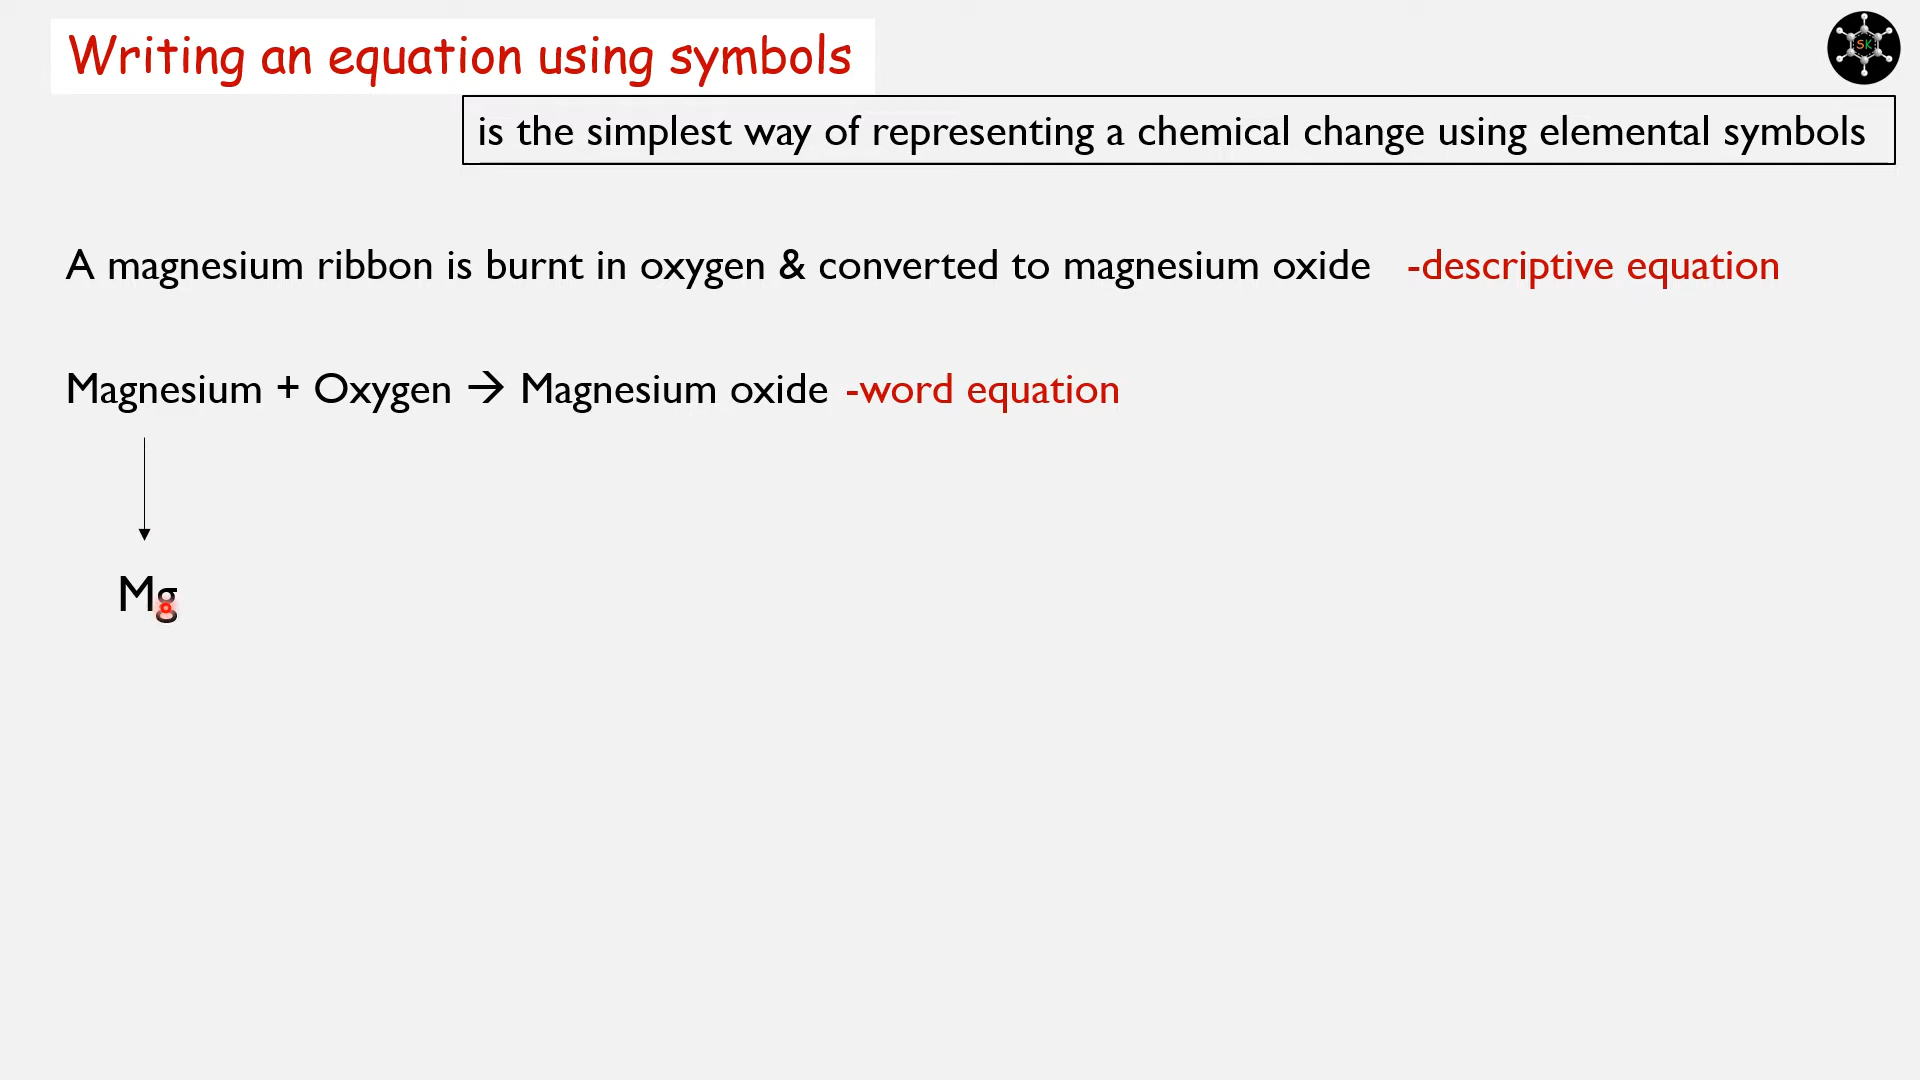 Writing an equation using symbols
SK
is the simplest way of representing a chemical change using elemental symbols
A magnesium ribbon is burnt in oxygen & converted to magnesium oxide -descriptive equation
Magnesium + Oxygen → Magnesium oxide -word equation
Mg